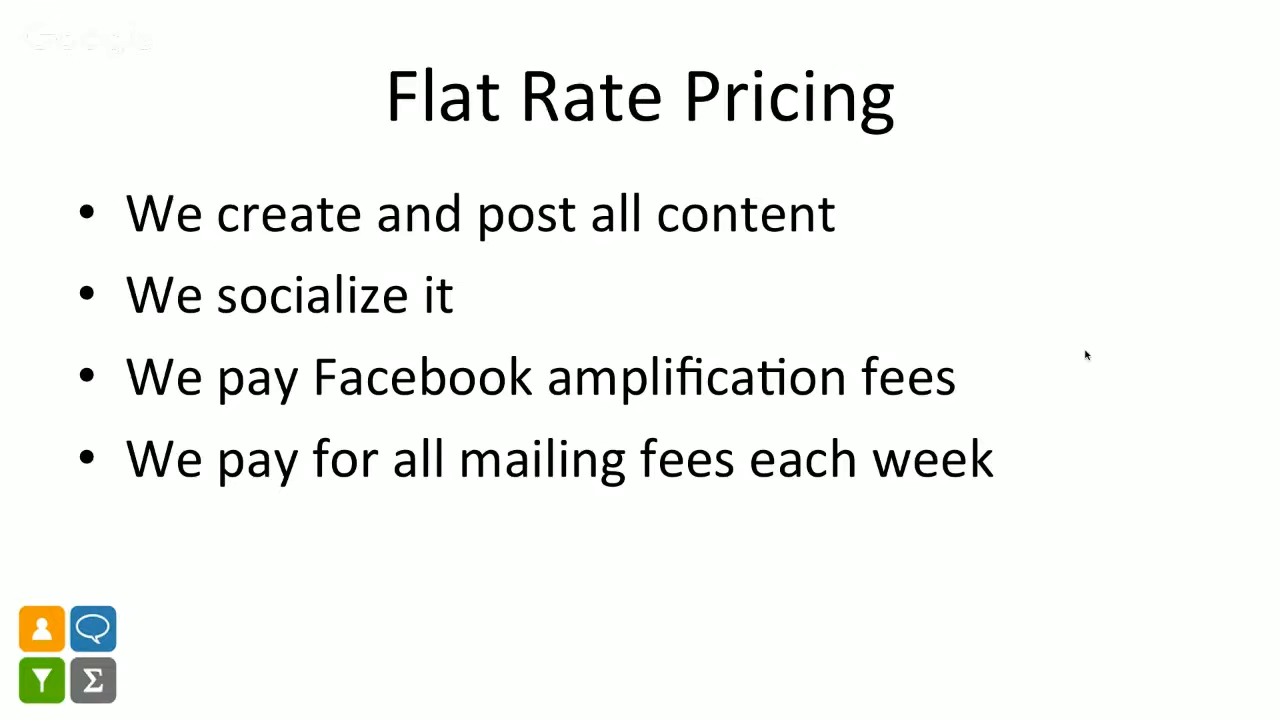 Google
Flat Rate Pricing
• We create and post all content
• We socialize it
• We pay Facebook amplification fees
• We pay for all mailing fees each week
Σ